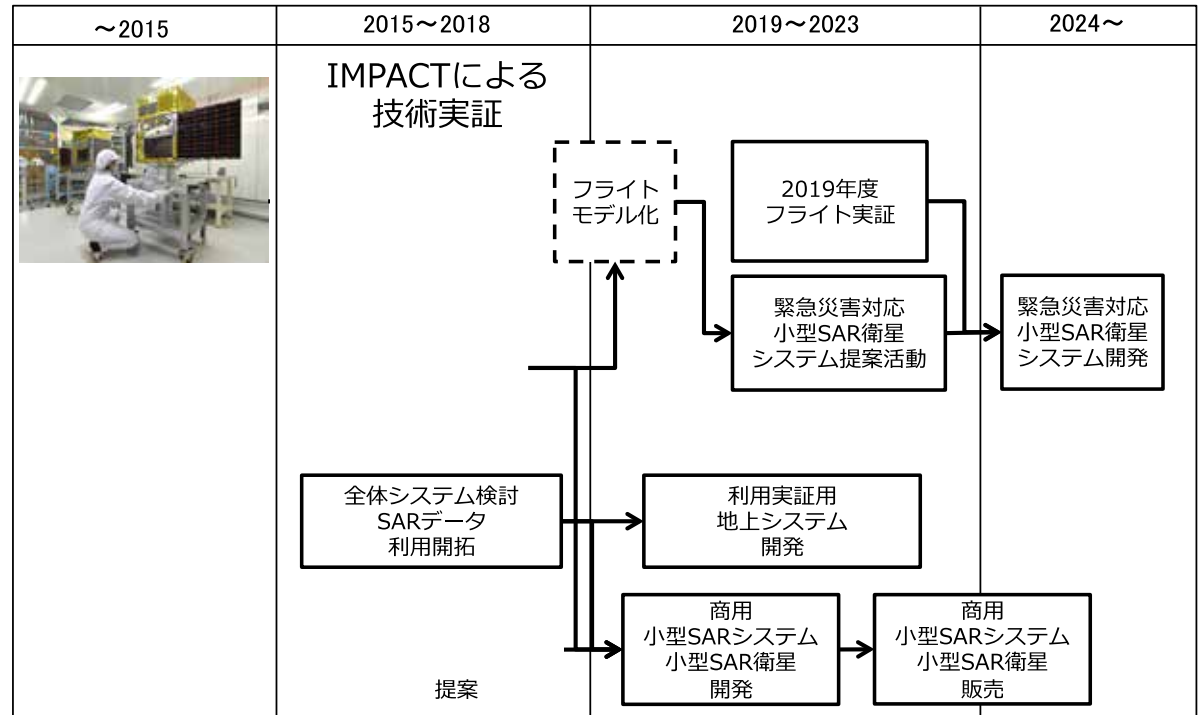 ～2015
2015～2018
2019～2023
2024～
IMPACTによる
技術実証
フライト
モデル化
2019年度
フライト実証
緊急災害対応
小型SAR衛星
システム提案活動
緊急災害対応
小型SAR衛星
システム開発
全体システム検討
SARデータ
利用開拓
利用実証用
地上システム
開発
商用
小型SARシステム
小型SAR衛星
開発
商用
小型SARシステム
小型SAR衛星
販売
提案